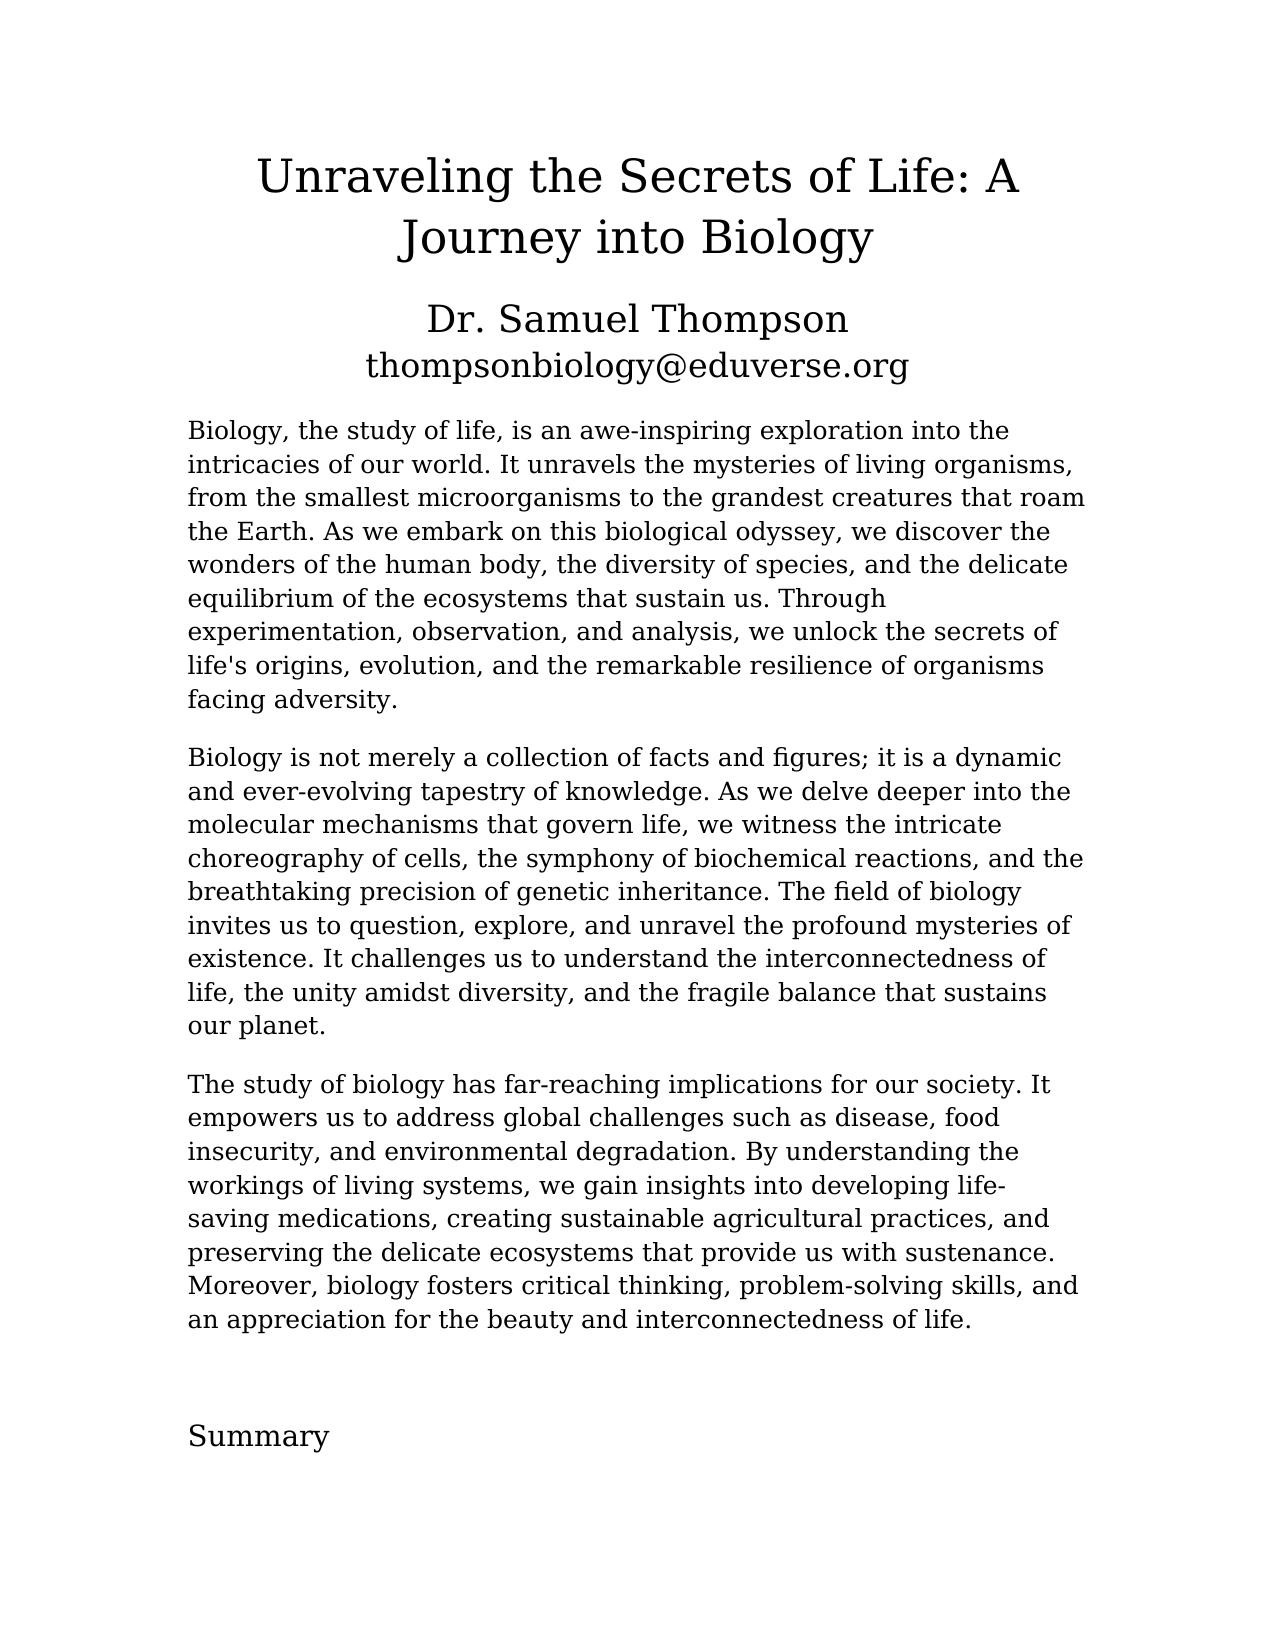 Unraveling the Secrets of Life: A
Journey into Biology
Dr. Samuel Thompson
thompsonbiology@eduverse.org
Biology, the study of life, is an awe-inspiring exploration into the
intricacies of our world. It unravels the mysteries of living organisms,
from the smallest microorganisms to the grandest creatures that roam
the Earth. As we embark on this biological odyssey, we discover the
wonders of the human body, the diversity of species, and the delicate
equilibrium of the ecosystems that sustain us. Through
experimentation, observation, and analysis, we unlock the secrets of
life's origins, evolution, and the remarkable resilience of organisms
facing adversity.
Biology is not merely a collection of facts and figures; it is a dynamic
and ever-evolving tapestry of knowledge. As we delve deeper into the
molecular mechanisms that govern life, we witness the intricate
choreography of cells, the symphony of biochemical reactions, and the
breathtaking precision of genetic inheritance. The field of biology
invites us to question, explore, and unravel the profound mysteries of
existence. It challenges us to understand the interconnectedness of
life, the unity amidst diversity, and the fragile balance that sustains
our planet.
The study of biology has far-reaching implications for our society. It
empowers us to address global challenges such as disease, food
insecurity, and environmental degradation. By understanding the
workings of living systems, we gain insights into developing life-
saving medications, creating sustainable agricultural practices, and
preserving the delicate ecosystems that provide us with sustenance.
Moreover, biology fosters critical thinking, problem-solving skills, and
an appreciation for the beauty and interconnectedness of life.
Summary